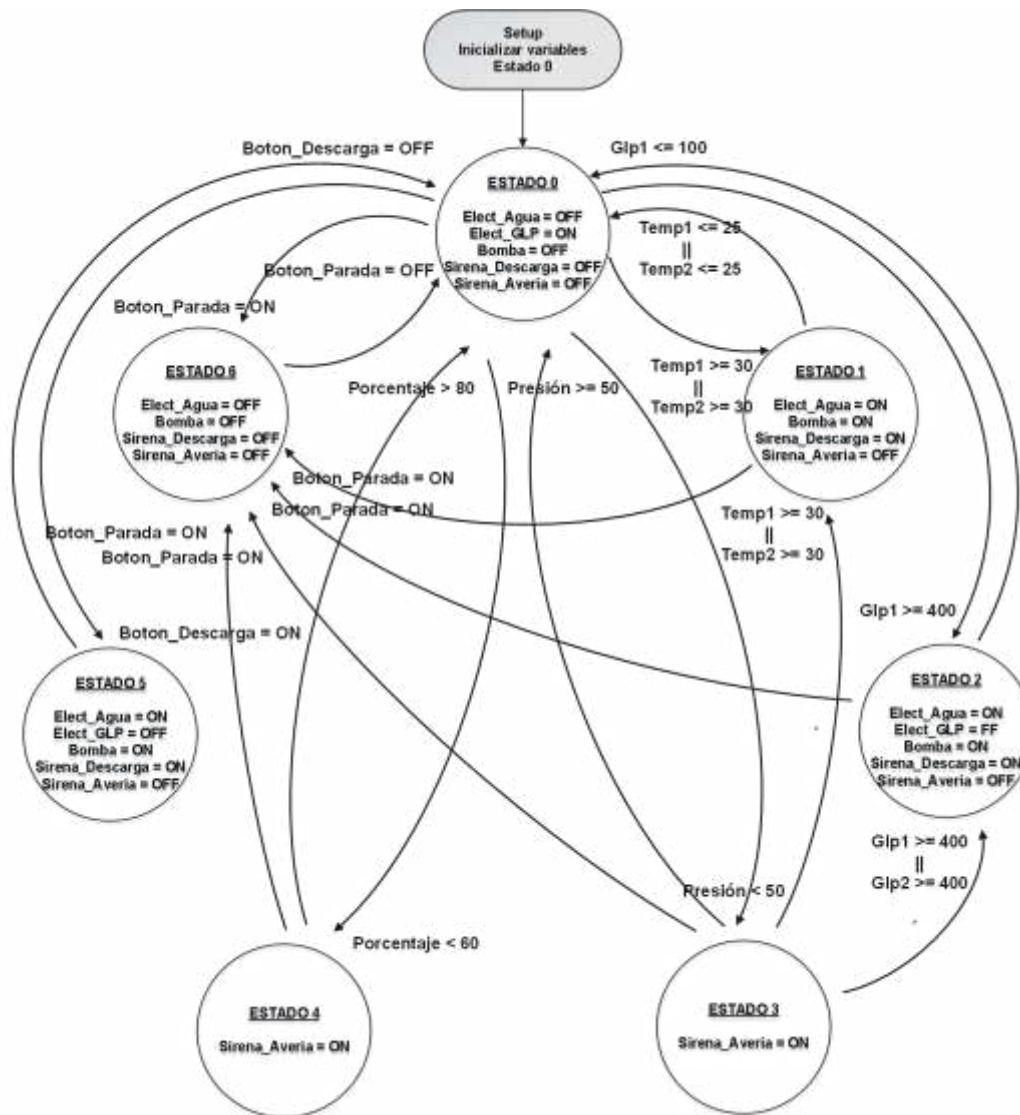 Setup
Inicializar variables
Estado 0
Boton_Descarga = OFF
Glp1 <= 100
ESTADO 0
Elect_Agua = OFF
Elect_GLP = ON
Bomba = OFF
Sirena_Descarga = OFF
Sirena_Averia = OFF
Temp1 <= 25
||
Temp2 <= 25
Boton_Parada = OFF
Boton_Parada = ON
ESTADO 6
Elect_Agua = OFF
Bomba = OFF
Sirena_Descarga = OFF
Sirena_Averia = OFF
Porcentaje > 80
Presión >= 50
Temp1 >= 30
||
Temp2 >= 30
ESTADO 1
Elect_Agua = ON
Bomba = ON
Sirena_Descarga = ON
Sirena_Averia = OFF
Boton_Parada = ON
Boton_Parada = ON
Boton_Parada = ON
Boton_Parada = ON
Temp1 >= 30
||
Temp2 >= 30
Glp1 >= 400
Boton_Descarga = ON
ESTADO 5
Elect_Agua = ON
Elect_GLP = OFF
Bomba = ON
Sirena_Descarga = ON
Sirena_Averia = OFF
ESTADO 2
Elect_Agua = ON
Elect_GLP = FF
Bomba = ON
Sirena_Descarga = ON
Sirena_Averia = OFF
Glp1 >= 400
||
Glp2 >= 400
Presión < 50
Porcentaje < 60
ESTADO 4
Sirena_Averia = ON
ESTADO 3
Sirena_Averia = ON